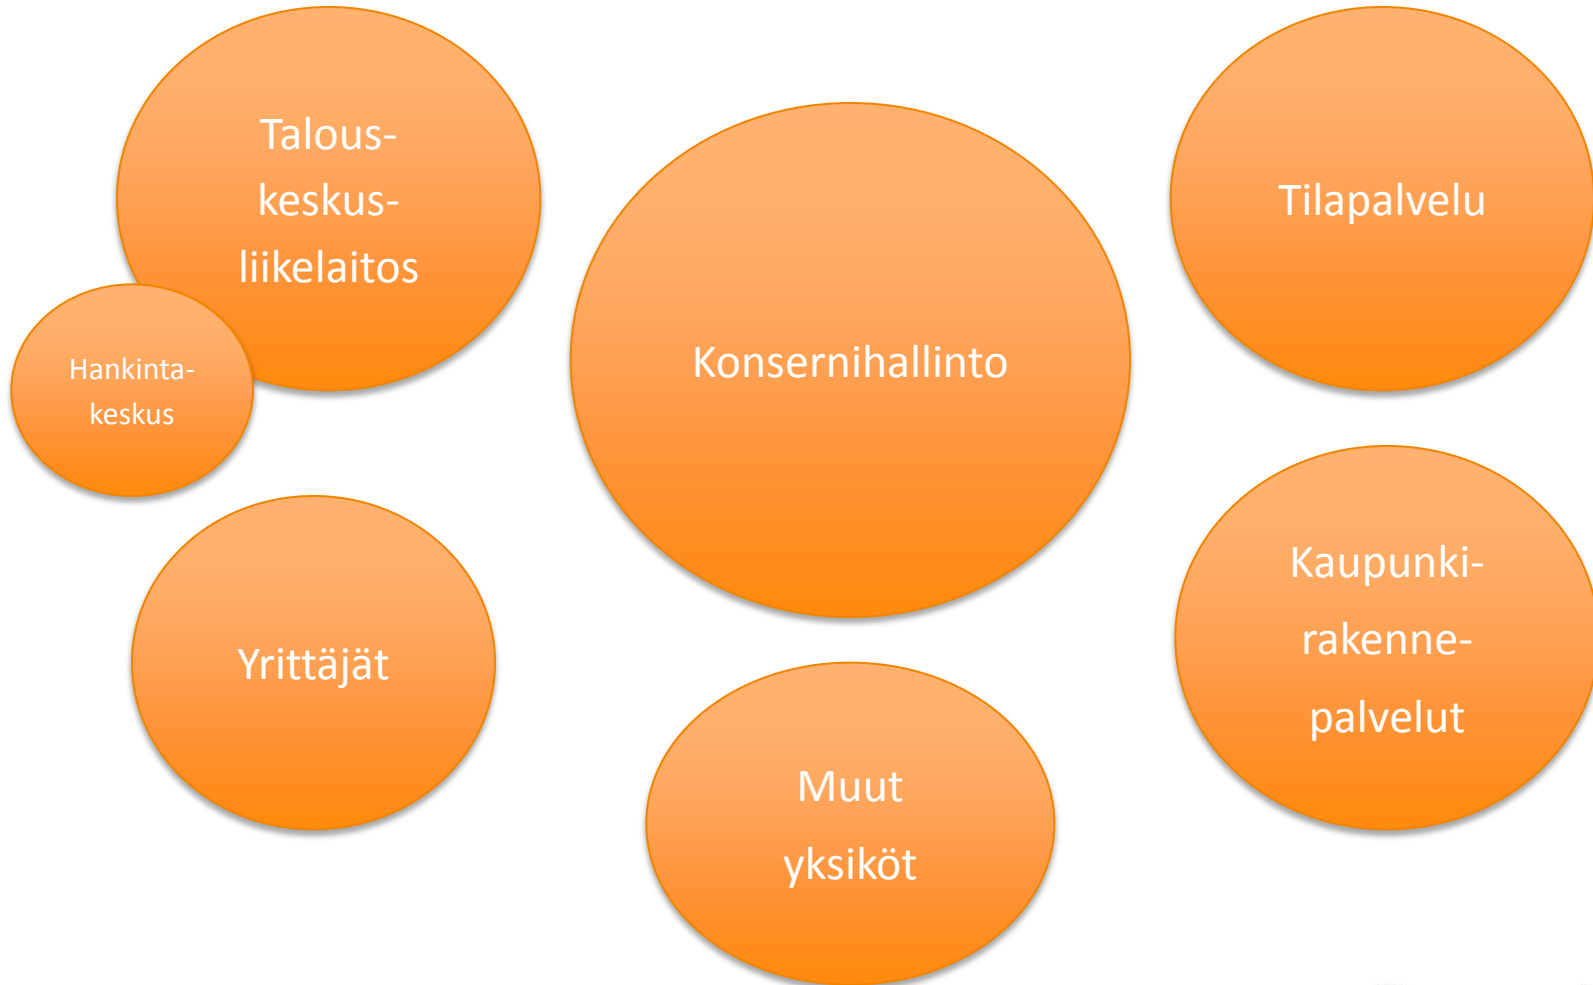 Talous-
keskus-
liikelaitos
Hankinta-
keskus
Konsernihallinto
Tilapalvelu
Yrittäjät
Muut
yksiköt
Kaupunki-
rakenne-
palvelut